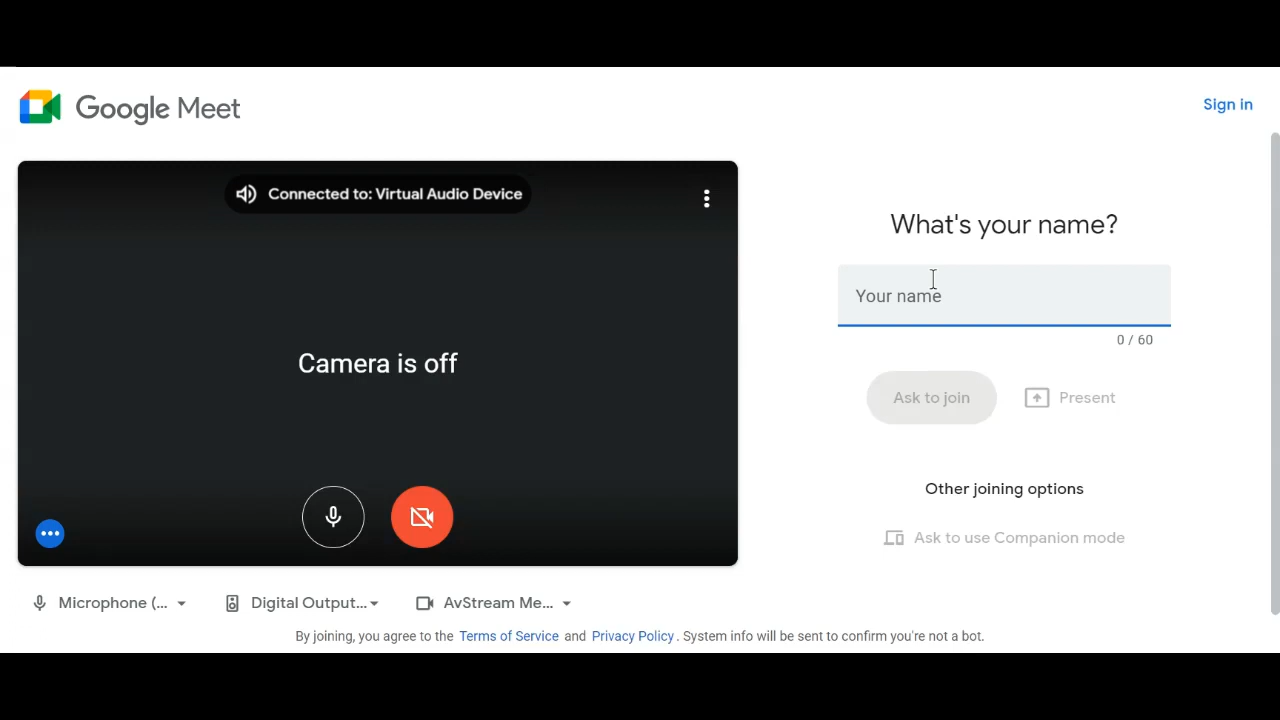 Google Meet
Sign in
Connected to: Virtual Audio Device
Camera is off
What's your name?
Your name
0 / 60
Ask to join
Present
Other joining options
Ask to use Companion mode
Microphone (...
Digital Output...
AvStream Me...
By joining, you agree to the Terms of Service and Privacy Policy. System info will be sent to confirm you're not a bot.